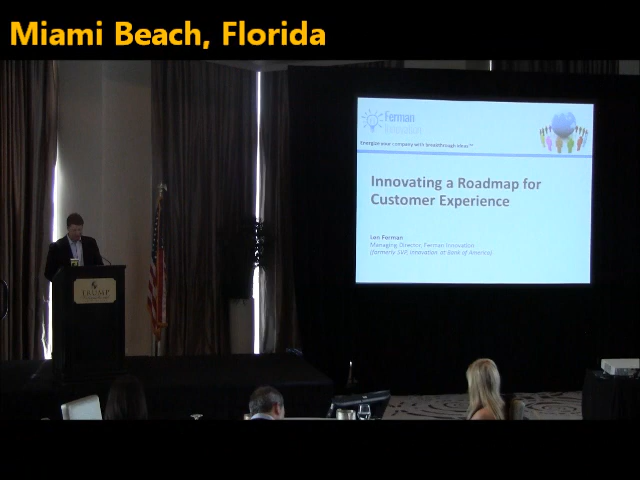 Miami Beach, Florida
Ferman
Innovation
Energize your company with breakthrough ideas™
Innovating a Roadmap for
Customer Experience
Len Ferman
Managing Director, Ferman Innovation
(formerly SVP, Innovation at Bank of America)
TRUMP